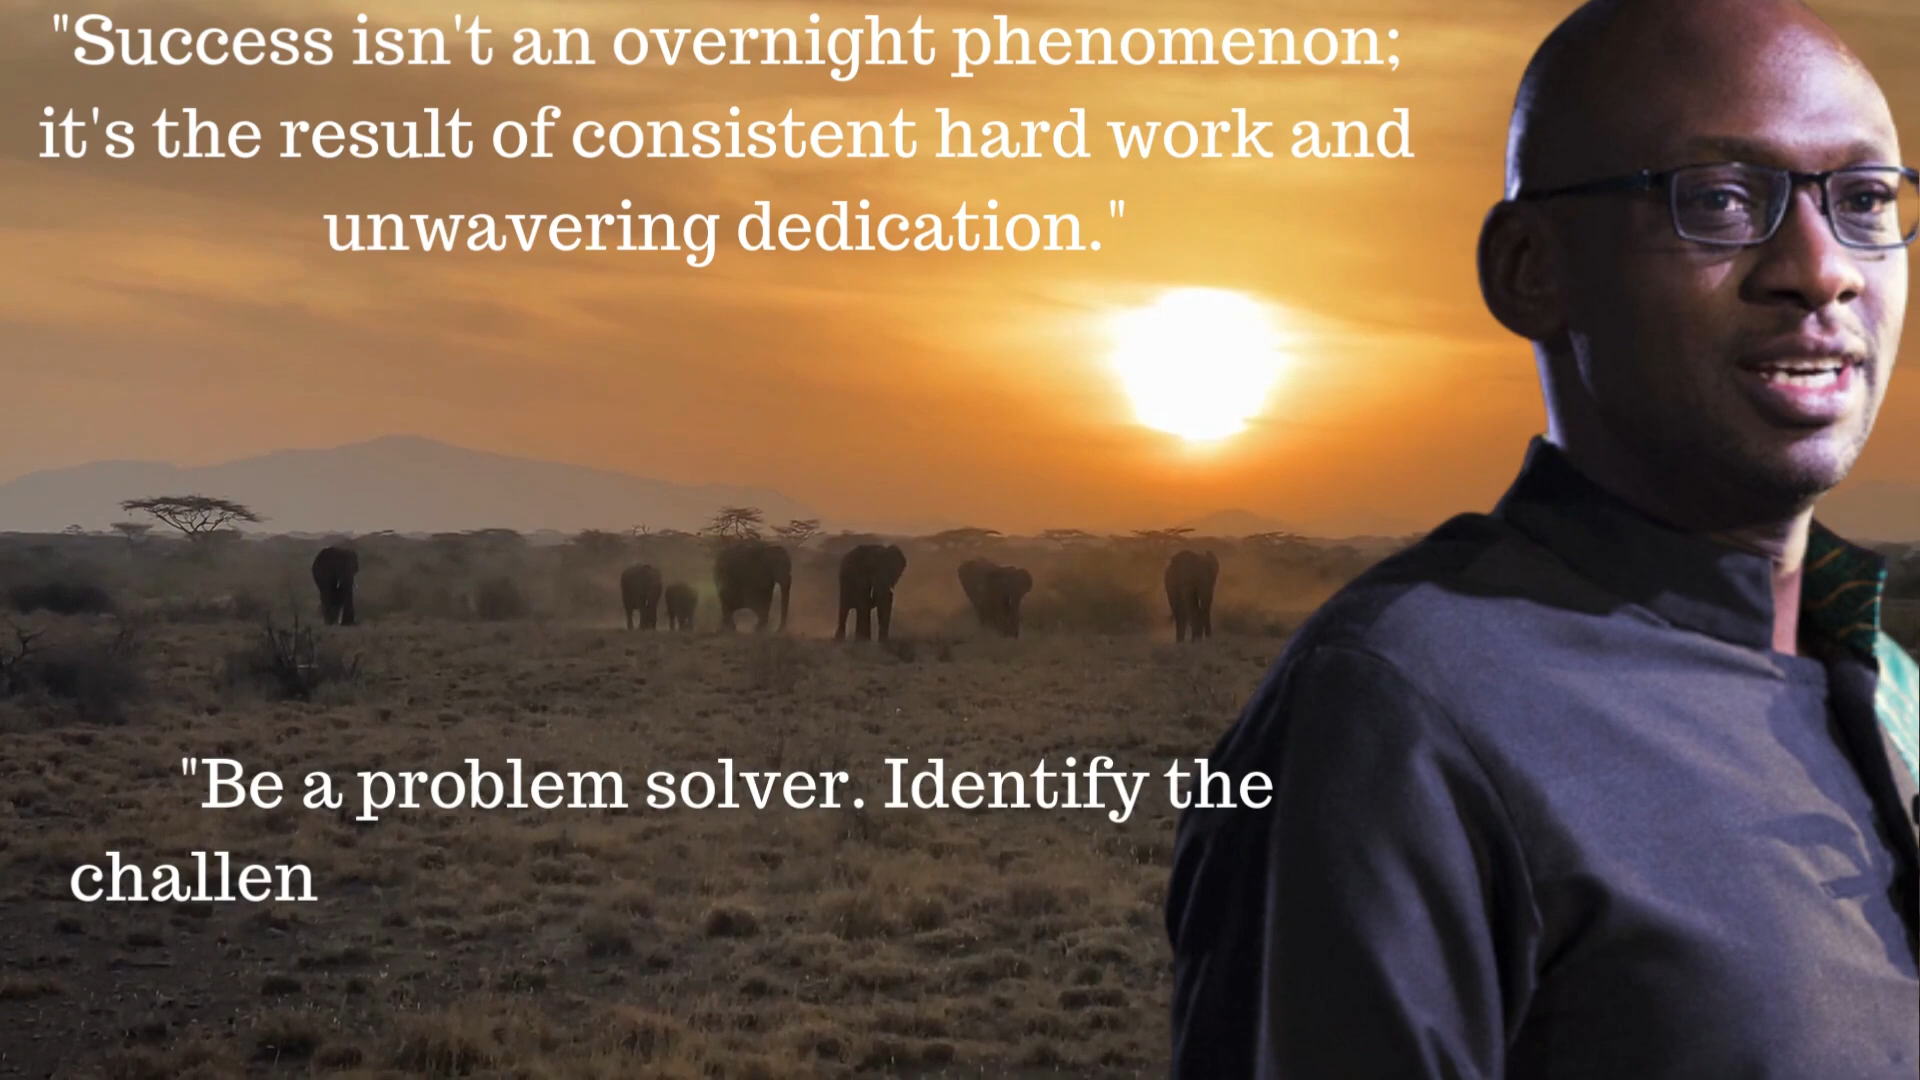 "Success isn't an overnight phenomenon;
it's the result of consistent hard work and
unwavering dedication."
"Be a problem solver. Identify the
challen